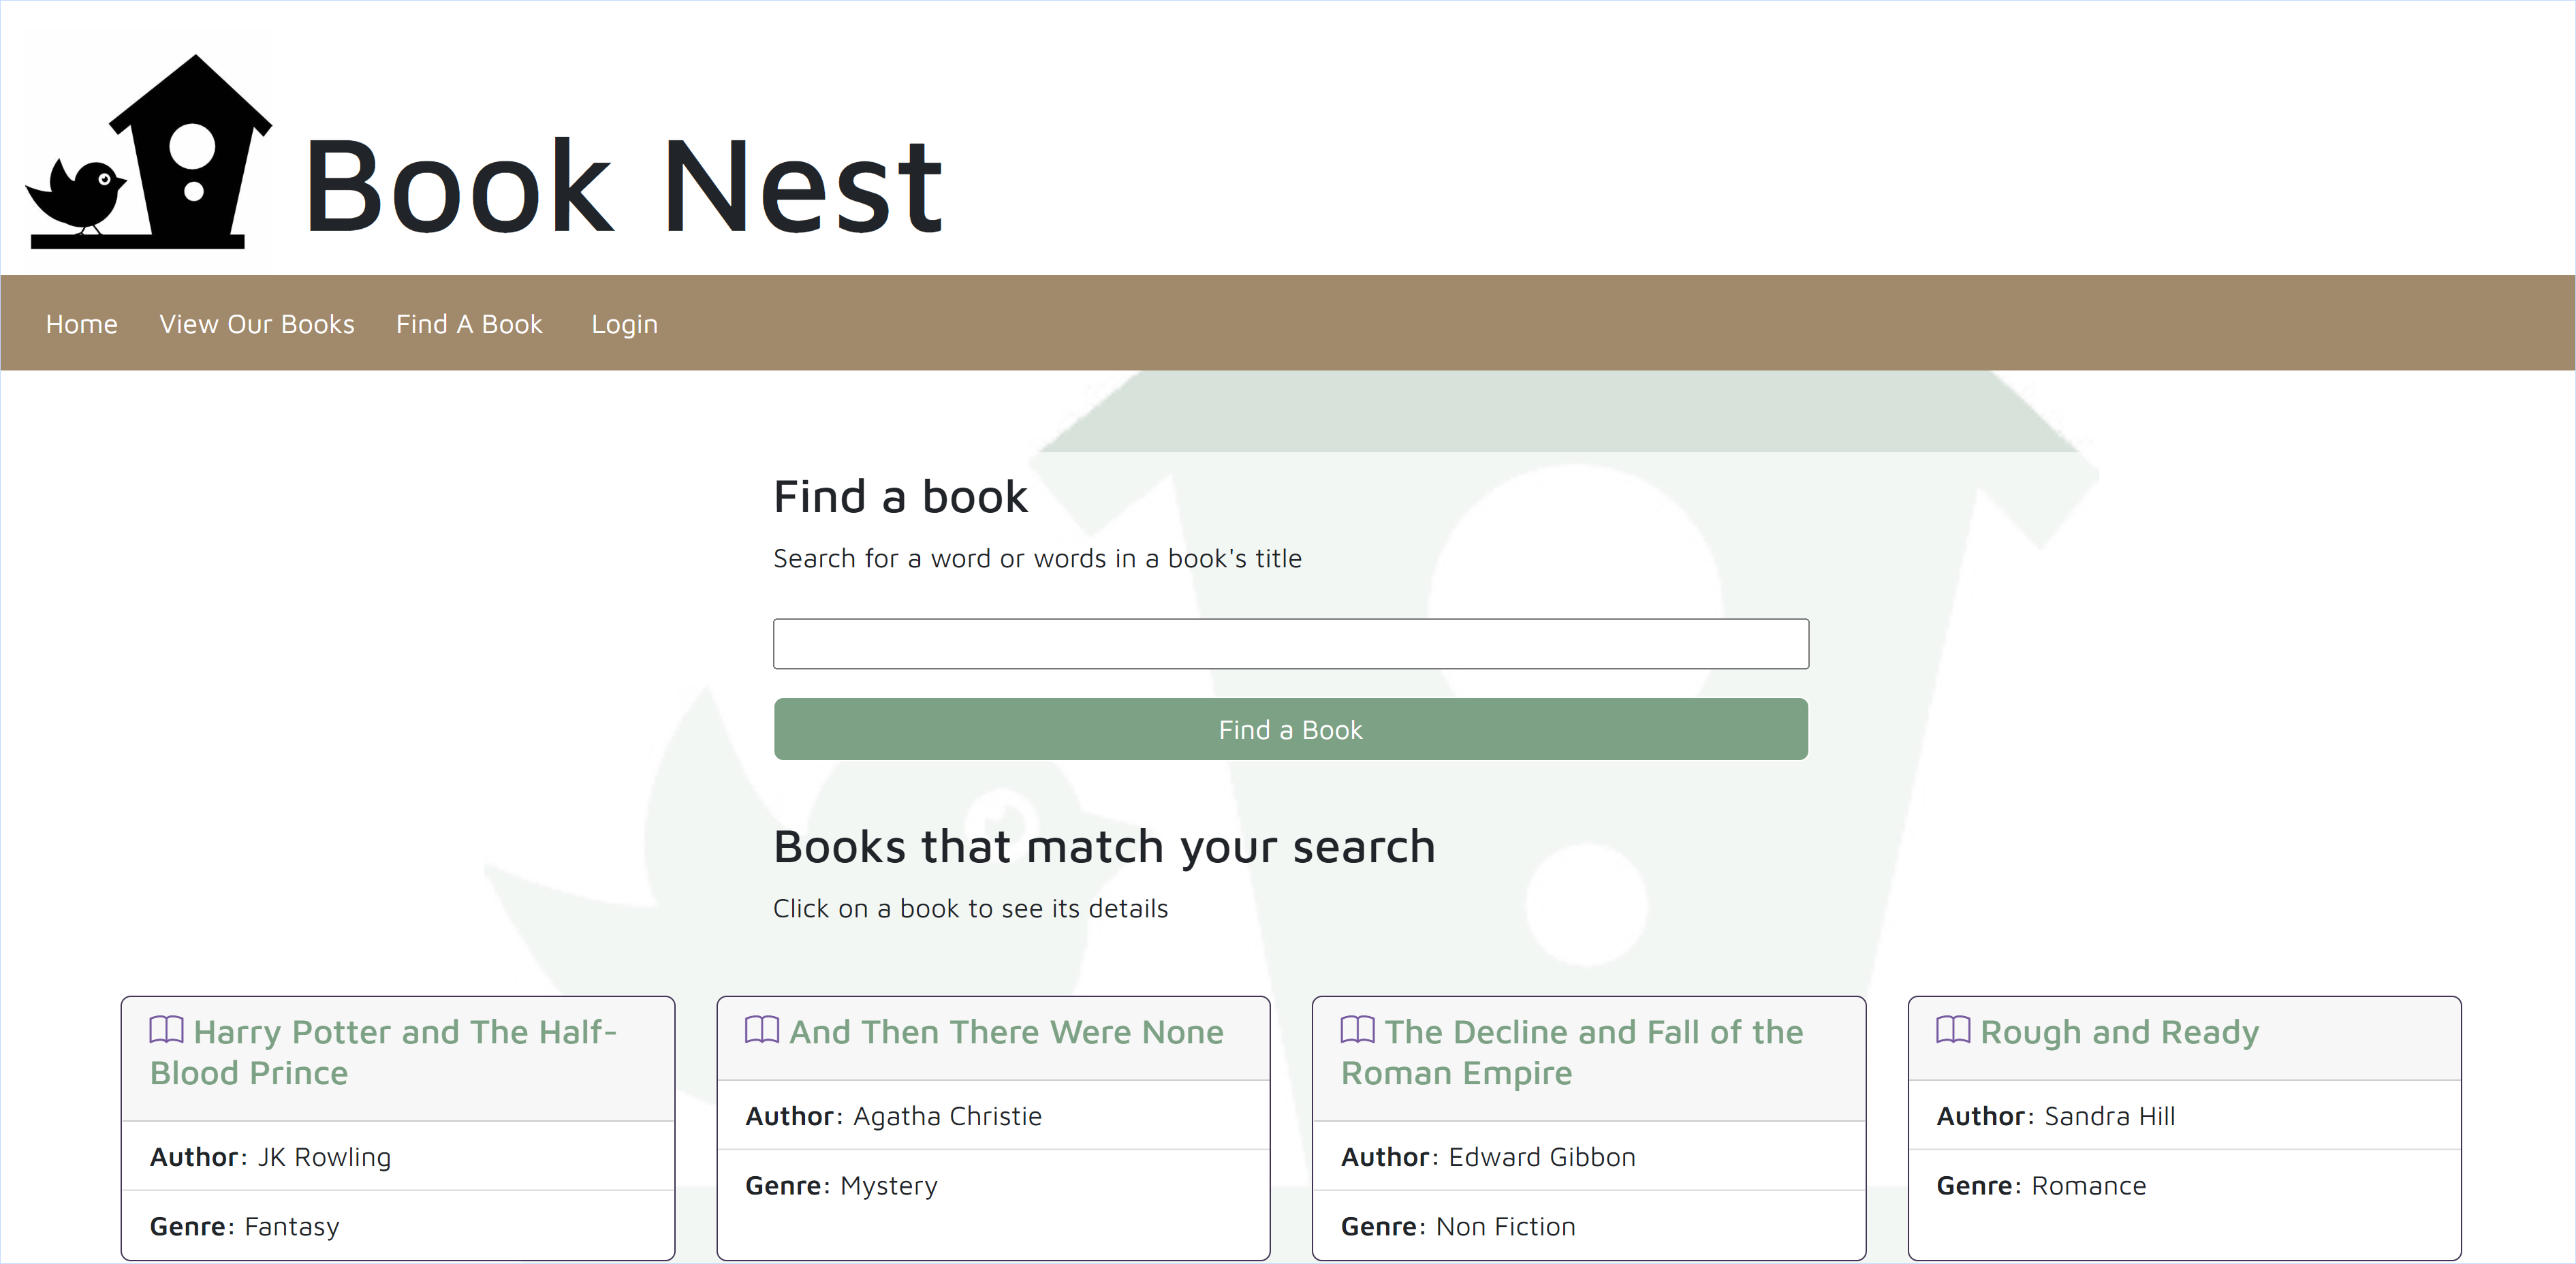 Book Nest
Home View Our Books Find A Book Login
Find a book
Search for a word or words in a book's title
Find a Book
Books that match your search
Click on a book to see its details
Harry Potter and The Half-
Blood Prince
Author: JK Rowling
Genre: Fantasy
And Then There Were None
Author: Agatha Christie
Genre: Mystery
The Decline and Fall of the
Roman Empire
Author: Edward Gibbon
Genre: Non Fiction
Rough and Ready
Author: Sandra Hill
Genre: Romance